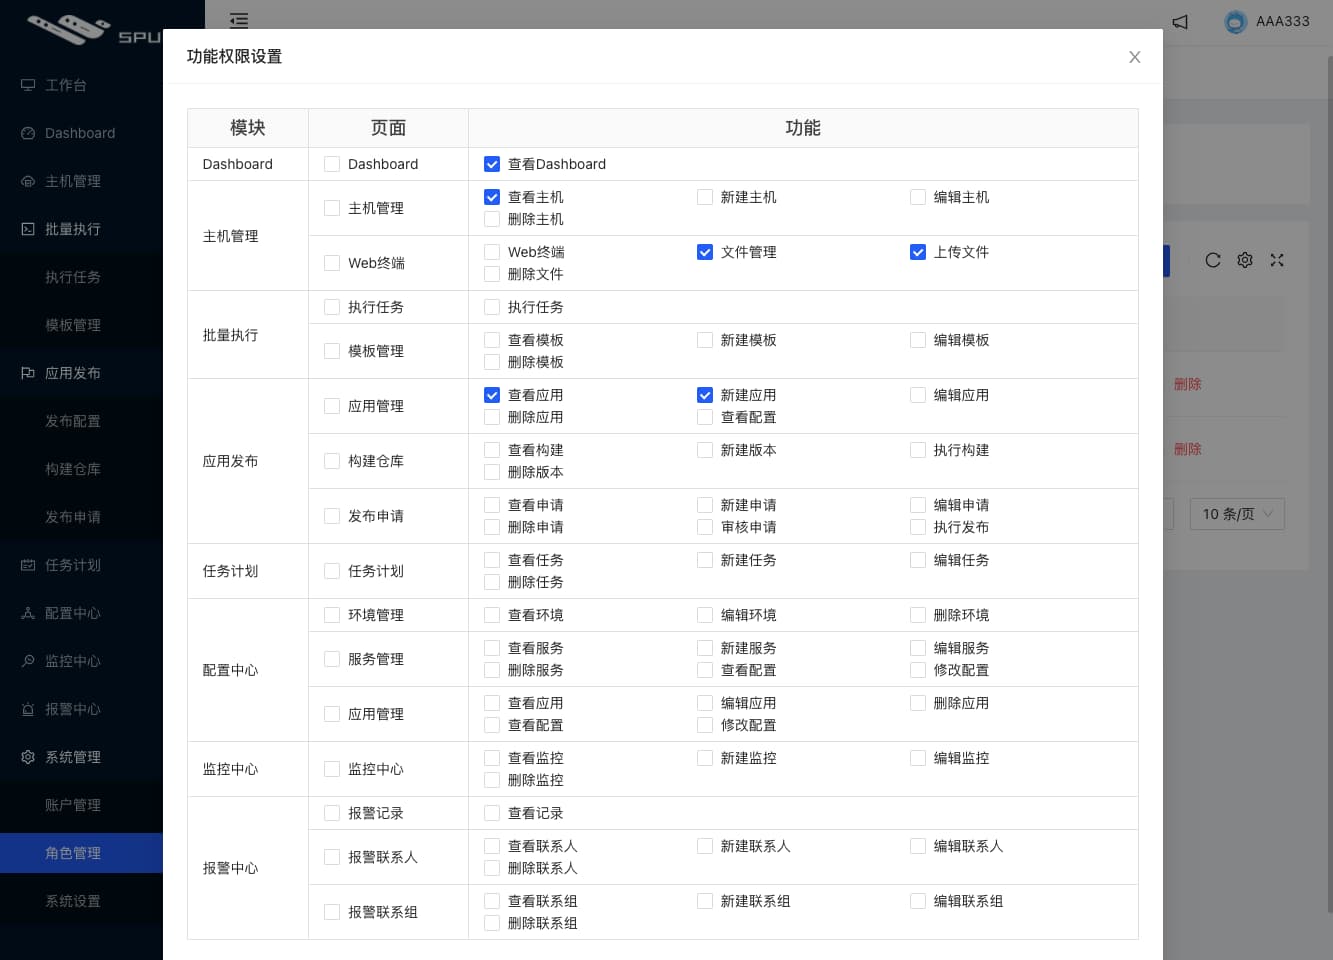 SPU
AAA333
工作台
Dashboard
主机管理
批量执行
执行任务
模板管理
应用发布
发布配置
构建仓库
发布申请
任务计划
配置中心
监控中心
报警中心
系统管理
账户管理
角色管理
系统设置
功能权限设置
模块 页面 功能
Dashboard Dashboard 查看Dashboard
主机管理 主机管理 查看主机 新建主机 编辑主机
删除主机
Web终端 Web终端 文件管理 上传文件
删除文件
批量执行 执行任务 执行任务
模板管理 查看模板 新建模板 编辑模板
删除模板
应用发布 应用管理 查看应用 新建应用 编辑应用
删除应用 查看配置
构建仓库 查看构建 新建版本 执行构建
删除版本
发布申请 查看申请 新建申请 编辑申请
删除申请 审核申请 执行发布
任务计划 任务计划 查看任务 新建任务 编辑任务
删除任务
配置中心 环境管理 查看环境 编辑环境 删除环境
服务管理 查看服务 新建服务 编辑服务
删除服务 查看配置 修改配置
应用管理 查看应用 编辑应用 删除应用
查看配置 修改配置
监控中心 监控中心 查看监控 新建监控 编辑监控
删除监控
报警中心 报警记录 查看记录
报警联系人 查看联系人 新建联系人 编辑联系人
删除联系人
报警联系组 查看联系组 新建联系组 编辑联系组
删除联系组
删除
删除
10 条/页